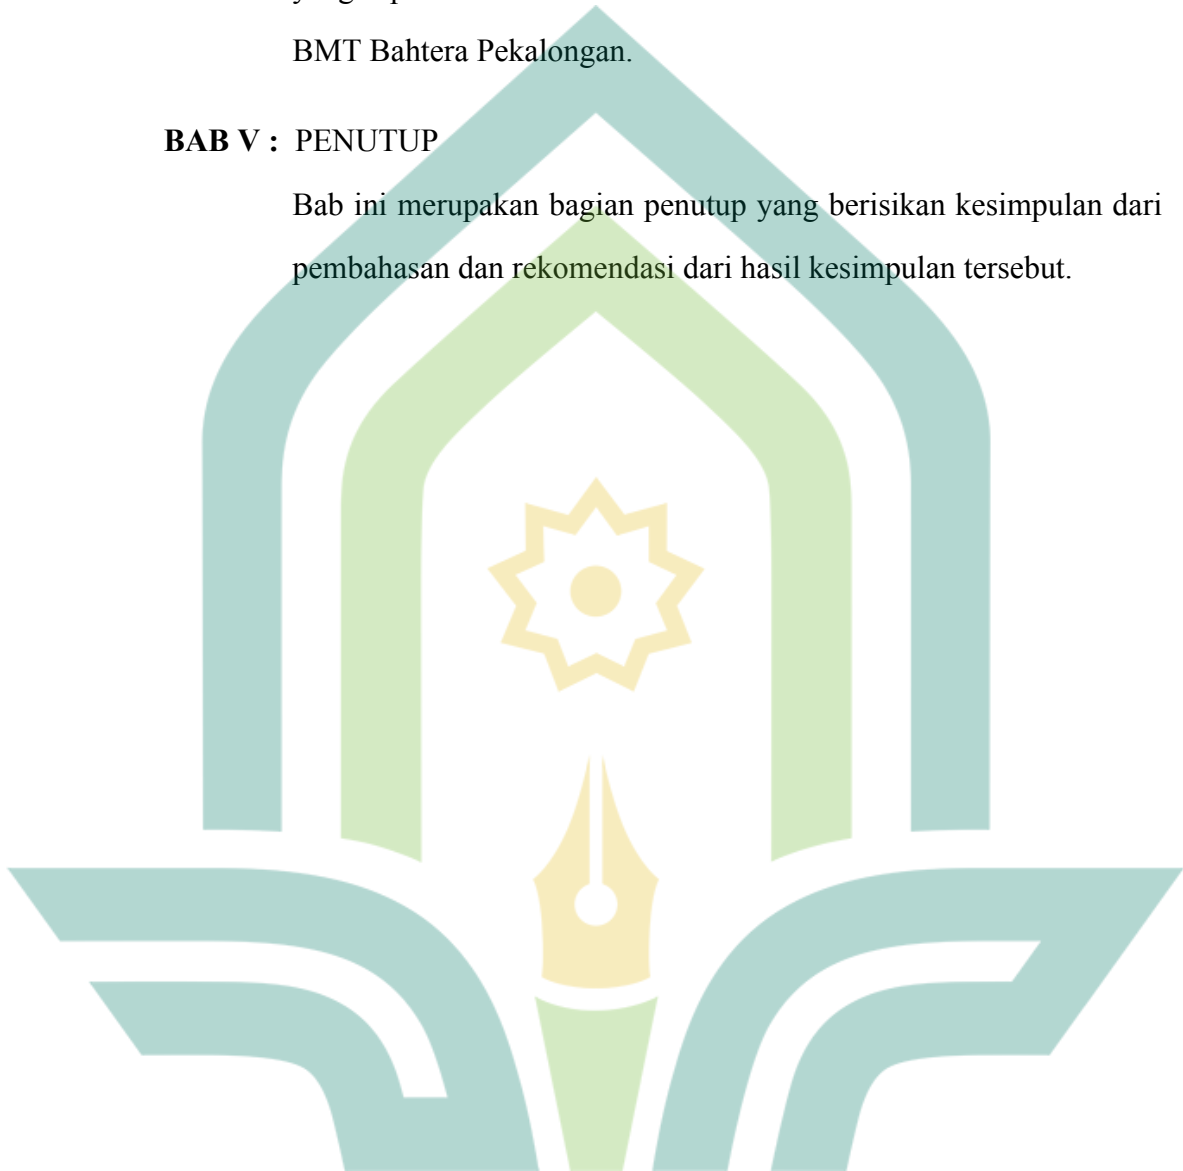 BMT Bahtera Pekalongan.
BAB V : PENUTUP
Bab ini merupakan bagian penutup yang berisikan kesimpulan dari
pembahasan dan rekomendasi dari hasil kesimpulan tersebut.